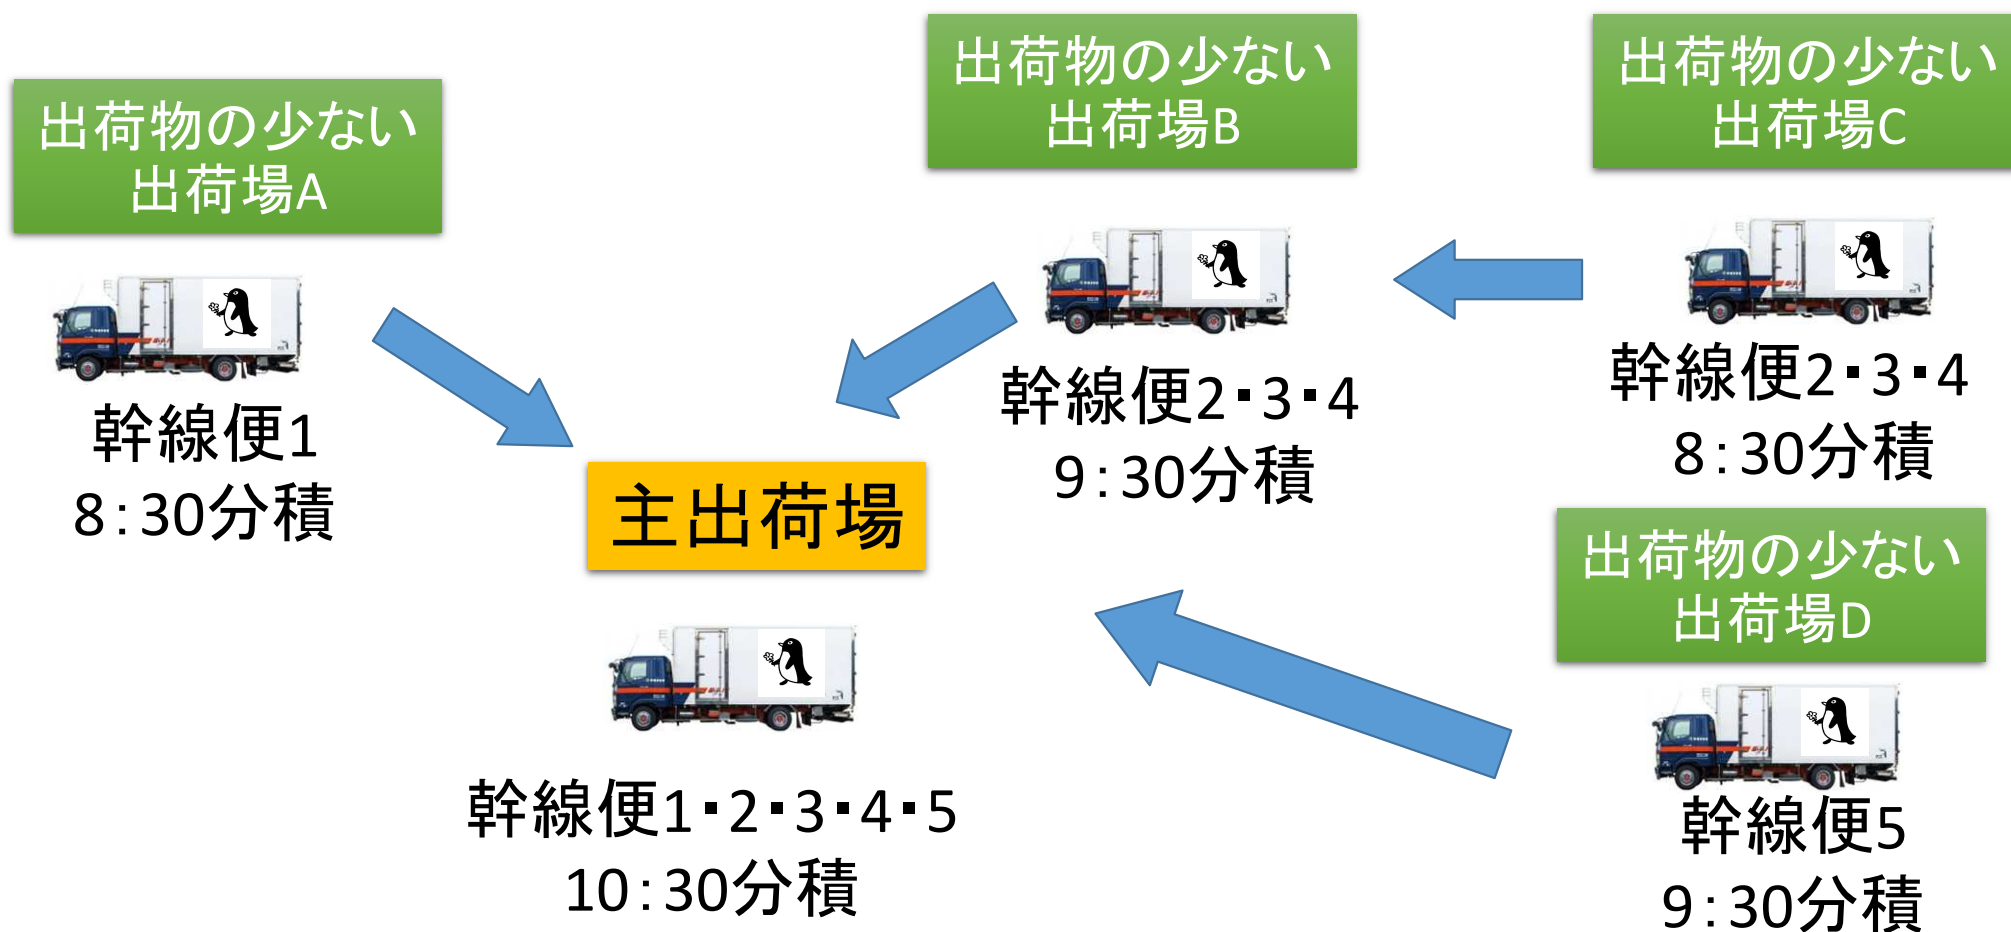 出荷物の少ない
出荷場A
幹線便1
8：30分積
出荷物の少ない
出荷場B
幹線便2・3・4
9：30分積
出荷物の少ない
出荷場C
幹線便2・3・4
8：30分積
主出荷場
幹線便1・2・3・4・5
10：30分積
出荷物の少ない
出荷場D
幹線便5
9：30分積